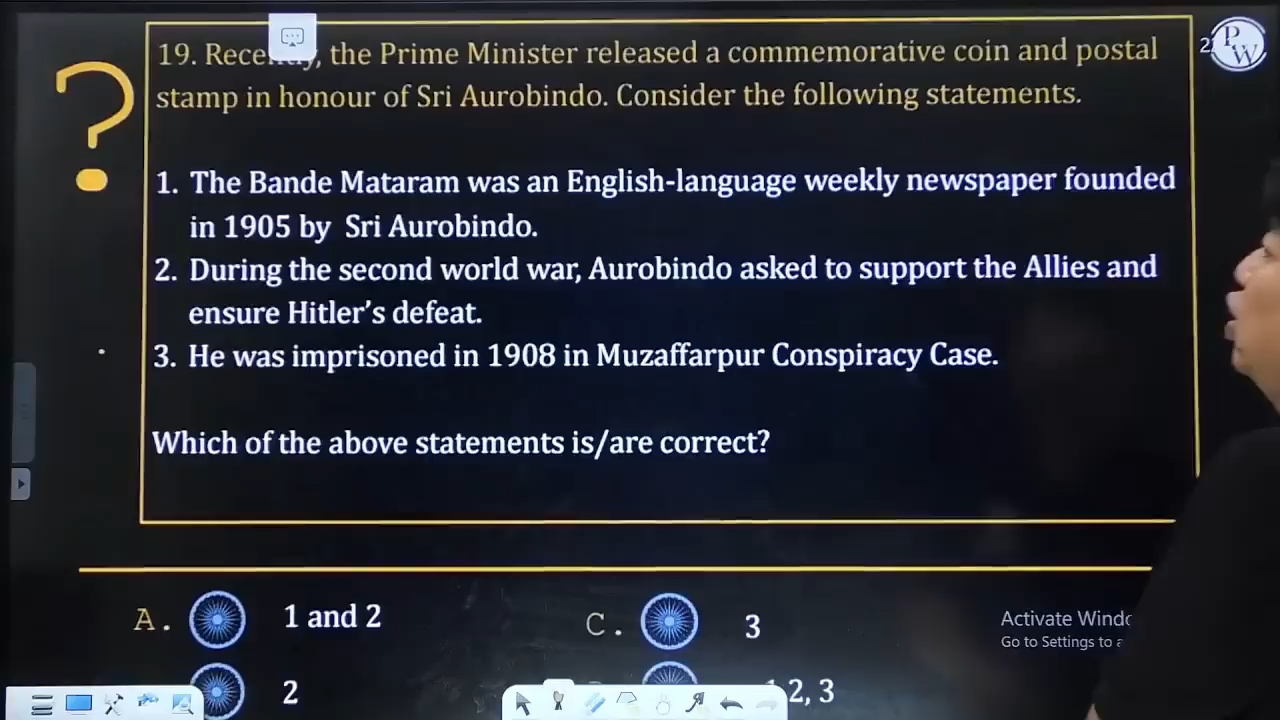 19. Recently, the Prime Minister released a commemorative coin and postal
stamp in honour of Sri Aurobindo. Consider the following statements.
1. The Bande Mataram was an English-language weekly newspaper founded
in 1905 by Sri Aurobindo.
2. During the second world war, Aurobindo asked to support the Allies and
ensure Hitler's defeat.
3. He was imprisoned in 1908 in Muzaffarpur Conspiracy Case.
Which of the above statements is/are correct?
A. 1 and 2
C. 3
2
2, 3
PW
Activate
Go to Settings to